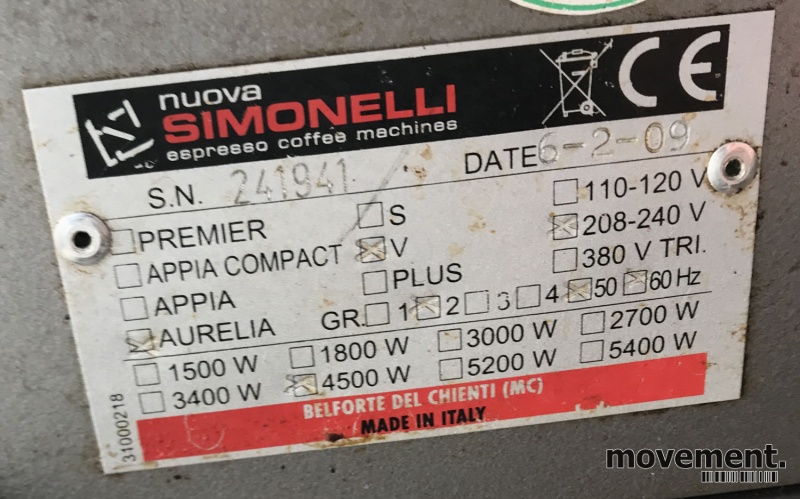 nuova
SIMONELLI
espresso coffee machines
CE
S.N. 241941 DATE 6-2-09
PREMIER S 110-120 V
APPIA COMPACT V 208-240 V
APPIA PLUS 380 V TRI.
AURELIA GR. 1 2 3 4 50 60 Hz
1500 W 1800 W 3000 W 2700 W
3400 W 4500 W 5200 W 5400 W
31000218
BELFORTE DEL CHIENTI (MC)
MADE IN ITALY
movement.